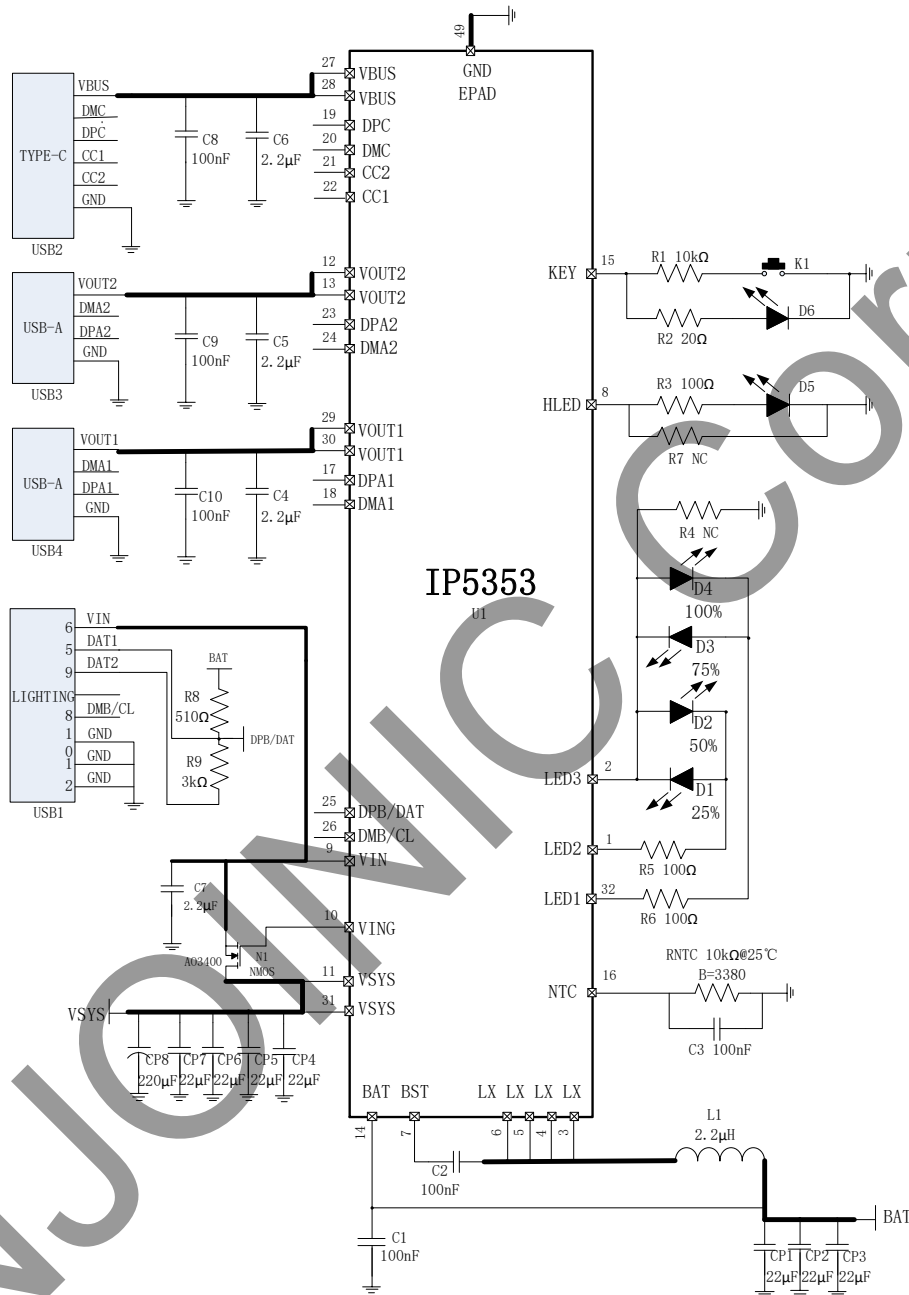 49
GND
EPAD
TYPE-C
VBUS
DMC
DPC
CC1
CC2
GND
USB2
C8
100nF
C6
2.2μF
27
VBUS
28
VBUS
19
DPC
20
DMC
21
CC2
22
CC1
USB-A
VOUT2
DMA2
DPA2
GND
USB3
C9
100nF
C5
2.2μF
12
VOUT2
13
VOUT2
23
DPA2
24
DMA2
USB-A
VOUT1
DMA1
DPA1
GND
USB4
C10
100nF
C4
2.2μF
29
VOUT1
30
VOUT1
17
DPA1
18
DMA1
KEY
15
R1 10kΩ
K1
R2 20Ω
D6
HLED
8
R3 100Ω
D5
R7 NC
IP5353
U1
R4 NC
D4
100%
D3
75%
D2
50%
D1
25%
LED3
2
LED2
1
R5 100Ω
LED1
32
R6 100Ω
LIGHTING
6
VIN
5
DAT1
9
DAT2
8
DMB/CL
1
0
GND
1
GND
2
GND
USB1
BAT
R8
510Ω
DPB/DAT
R9
3kΩ
25
DPB/DAT
26
DMB/CL
9
VIN
C7
2.2μF
10
VING
AO3400
N1
NMOS
11
VSYS
31
VSYS
VSYS
CP8
220μF
CP7
22μF
CP6
22μF
CP5
22μF
CP4
22μF
NTC
16
RNTC 10kΩ@25℃
B=3380
C3 100nF
BAT
BST
LX LX LX LX
14
7
6
5
4
3
C2
100nF
L1
2.2μH
C1
100nF
BAT
CP1
22μF
CP2
22μF
CP3
22μF
NJOINIC Cor